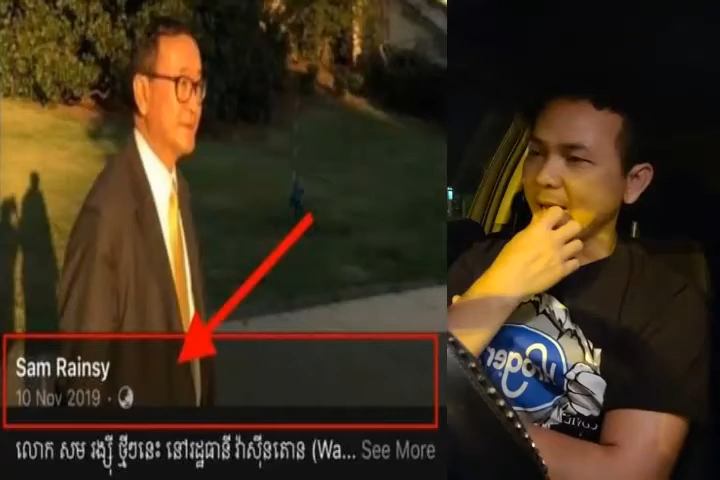 Sam Rainsy
10 Nov 2019 ·
លោក សម រង្ស៊ី ថ្មីៗនេះ នៅរដ្ឋធានី វ៉ាស៊ីនតោន (Wa... See More
Kroger